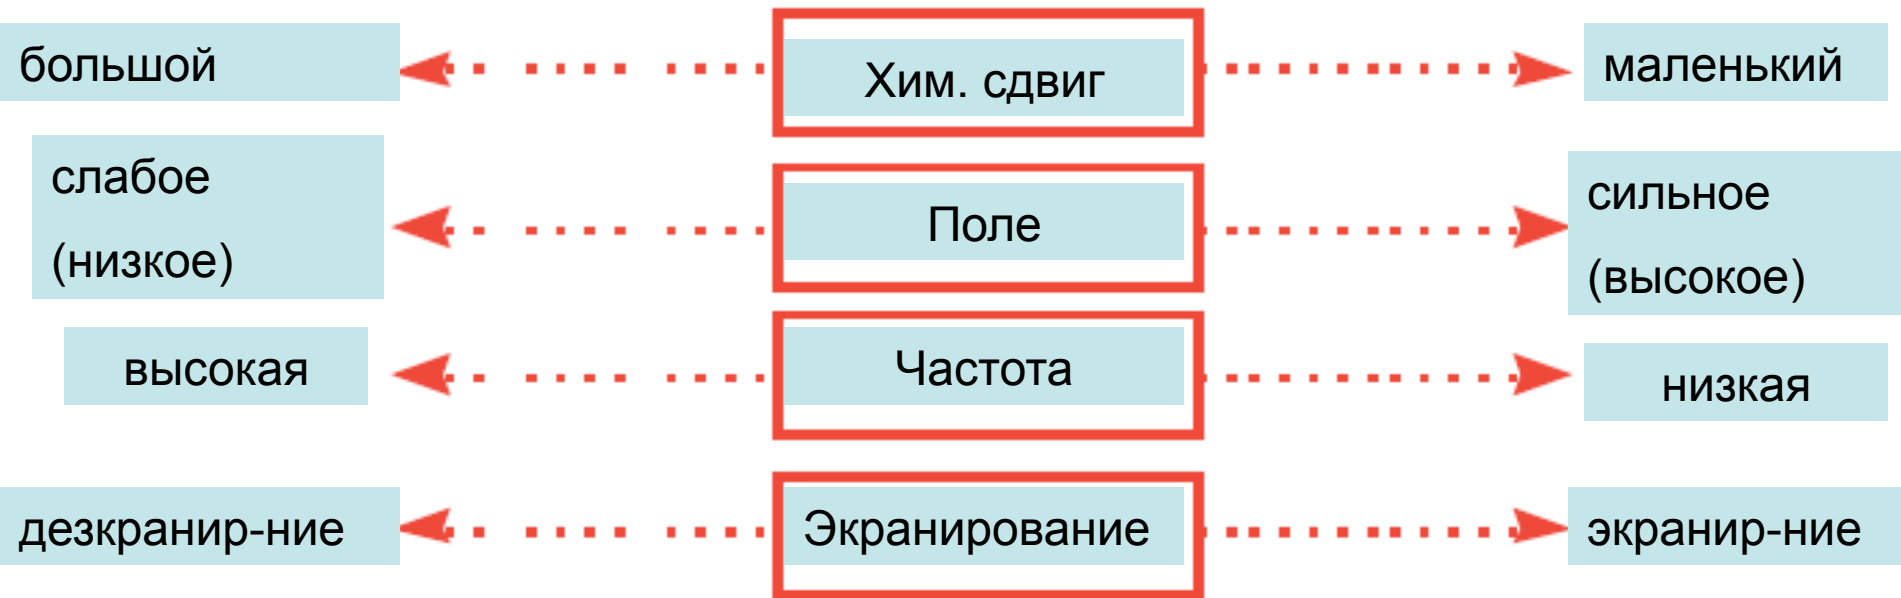 большой
Хим. сдвиг
маленький
слабое
(низкое)
Поле
сильное
(высокое)
высокая
Частота
низкая
дезкранир-ние
Экранирование
экранир-ние